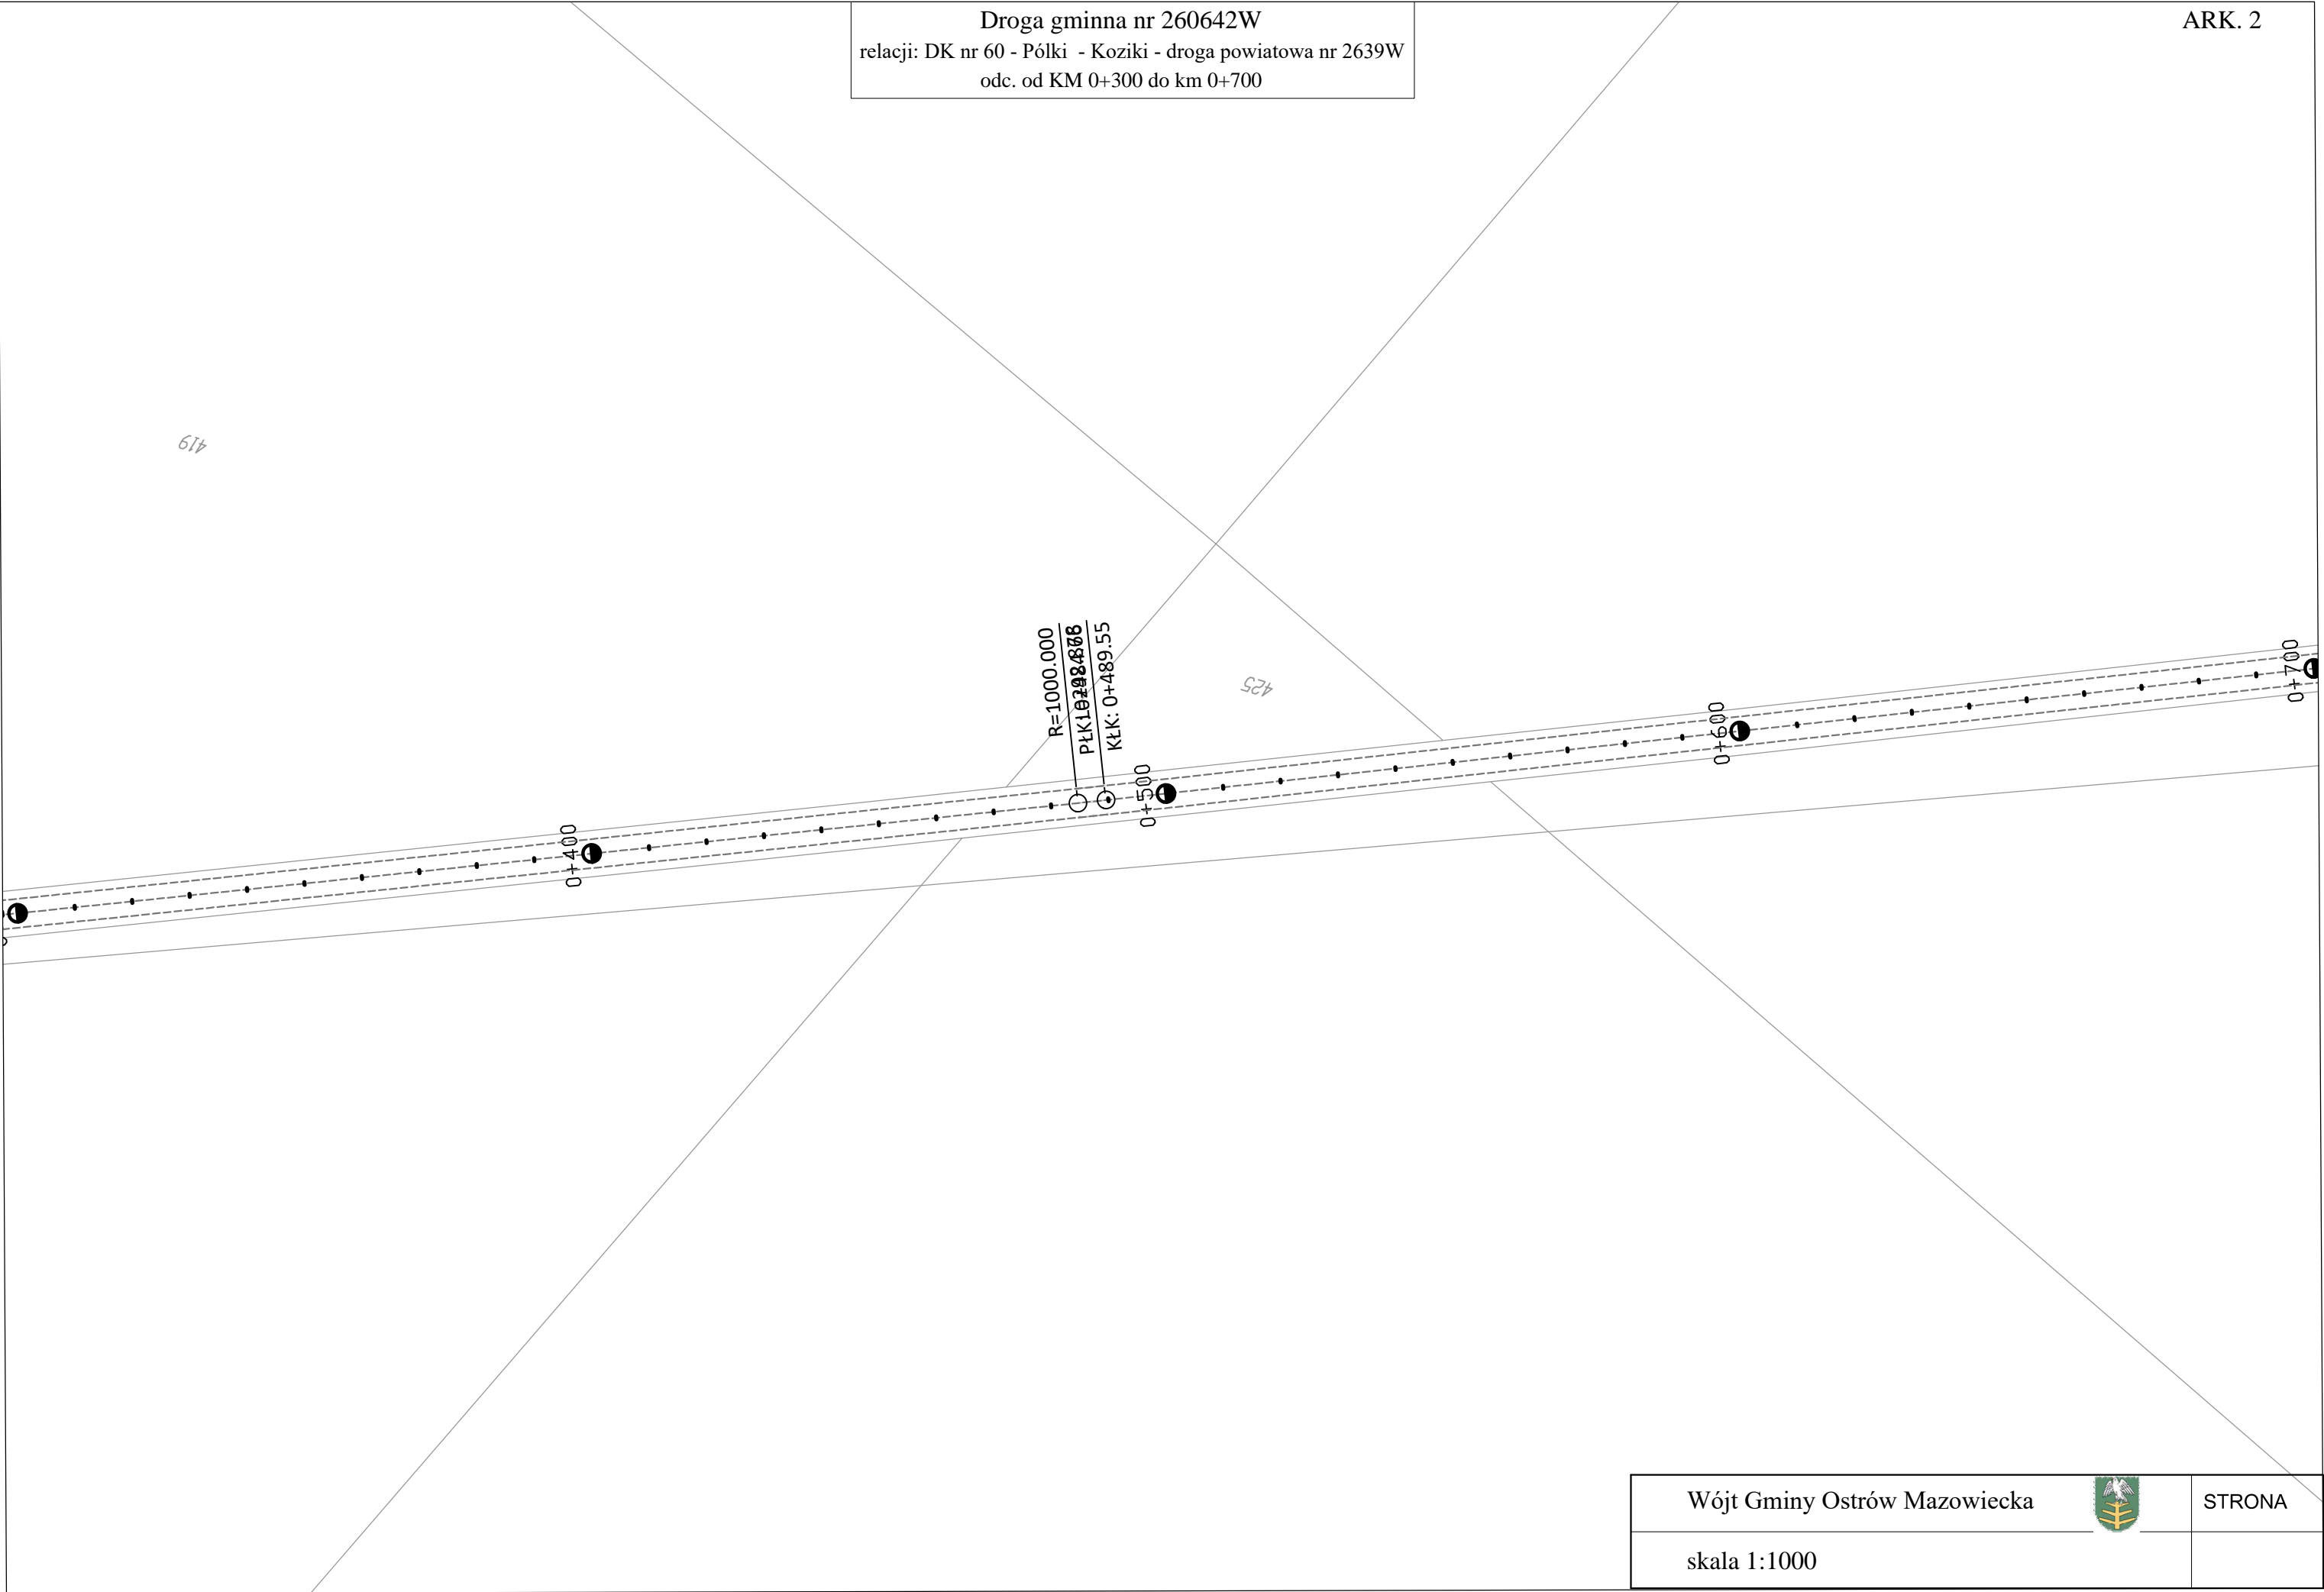 Droga gminna nr 260642W
relacji: DK nr 60 - Pólki - Koziki - droga powiatowa nr 2639W
odc. od KM 0+300 do km 0+700
ARK. 2
419
R=1000.000
KŁK: 0+489.55
425
0+400
0+500
0+600
0+700
Wójt Gminy Ostrów Mazowiecka
STRONA
skala 1:1000